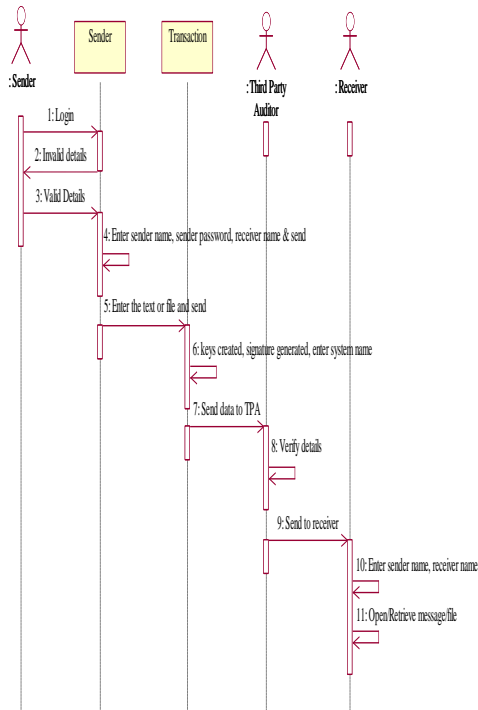 Sender
Transaction
: Sender
: Third Party
Auditor
: Receiver
1: Login
2: Invalid details
3: Valid Details
4: Enter sender name, sender password, receiver name & send
5: Enter the text or file and send
6: keys created, signature generated, enter system name
7: Send data to TPA
8: Verify details
9: Send to receiver
10: Enter sender name, receiver name
11: Open/Retrieve message/file